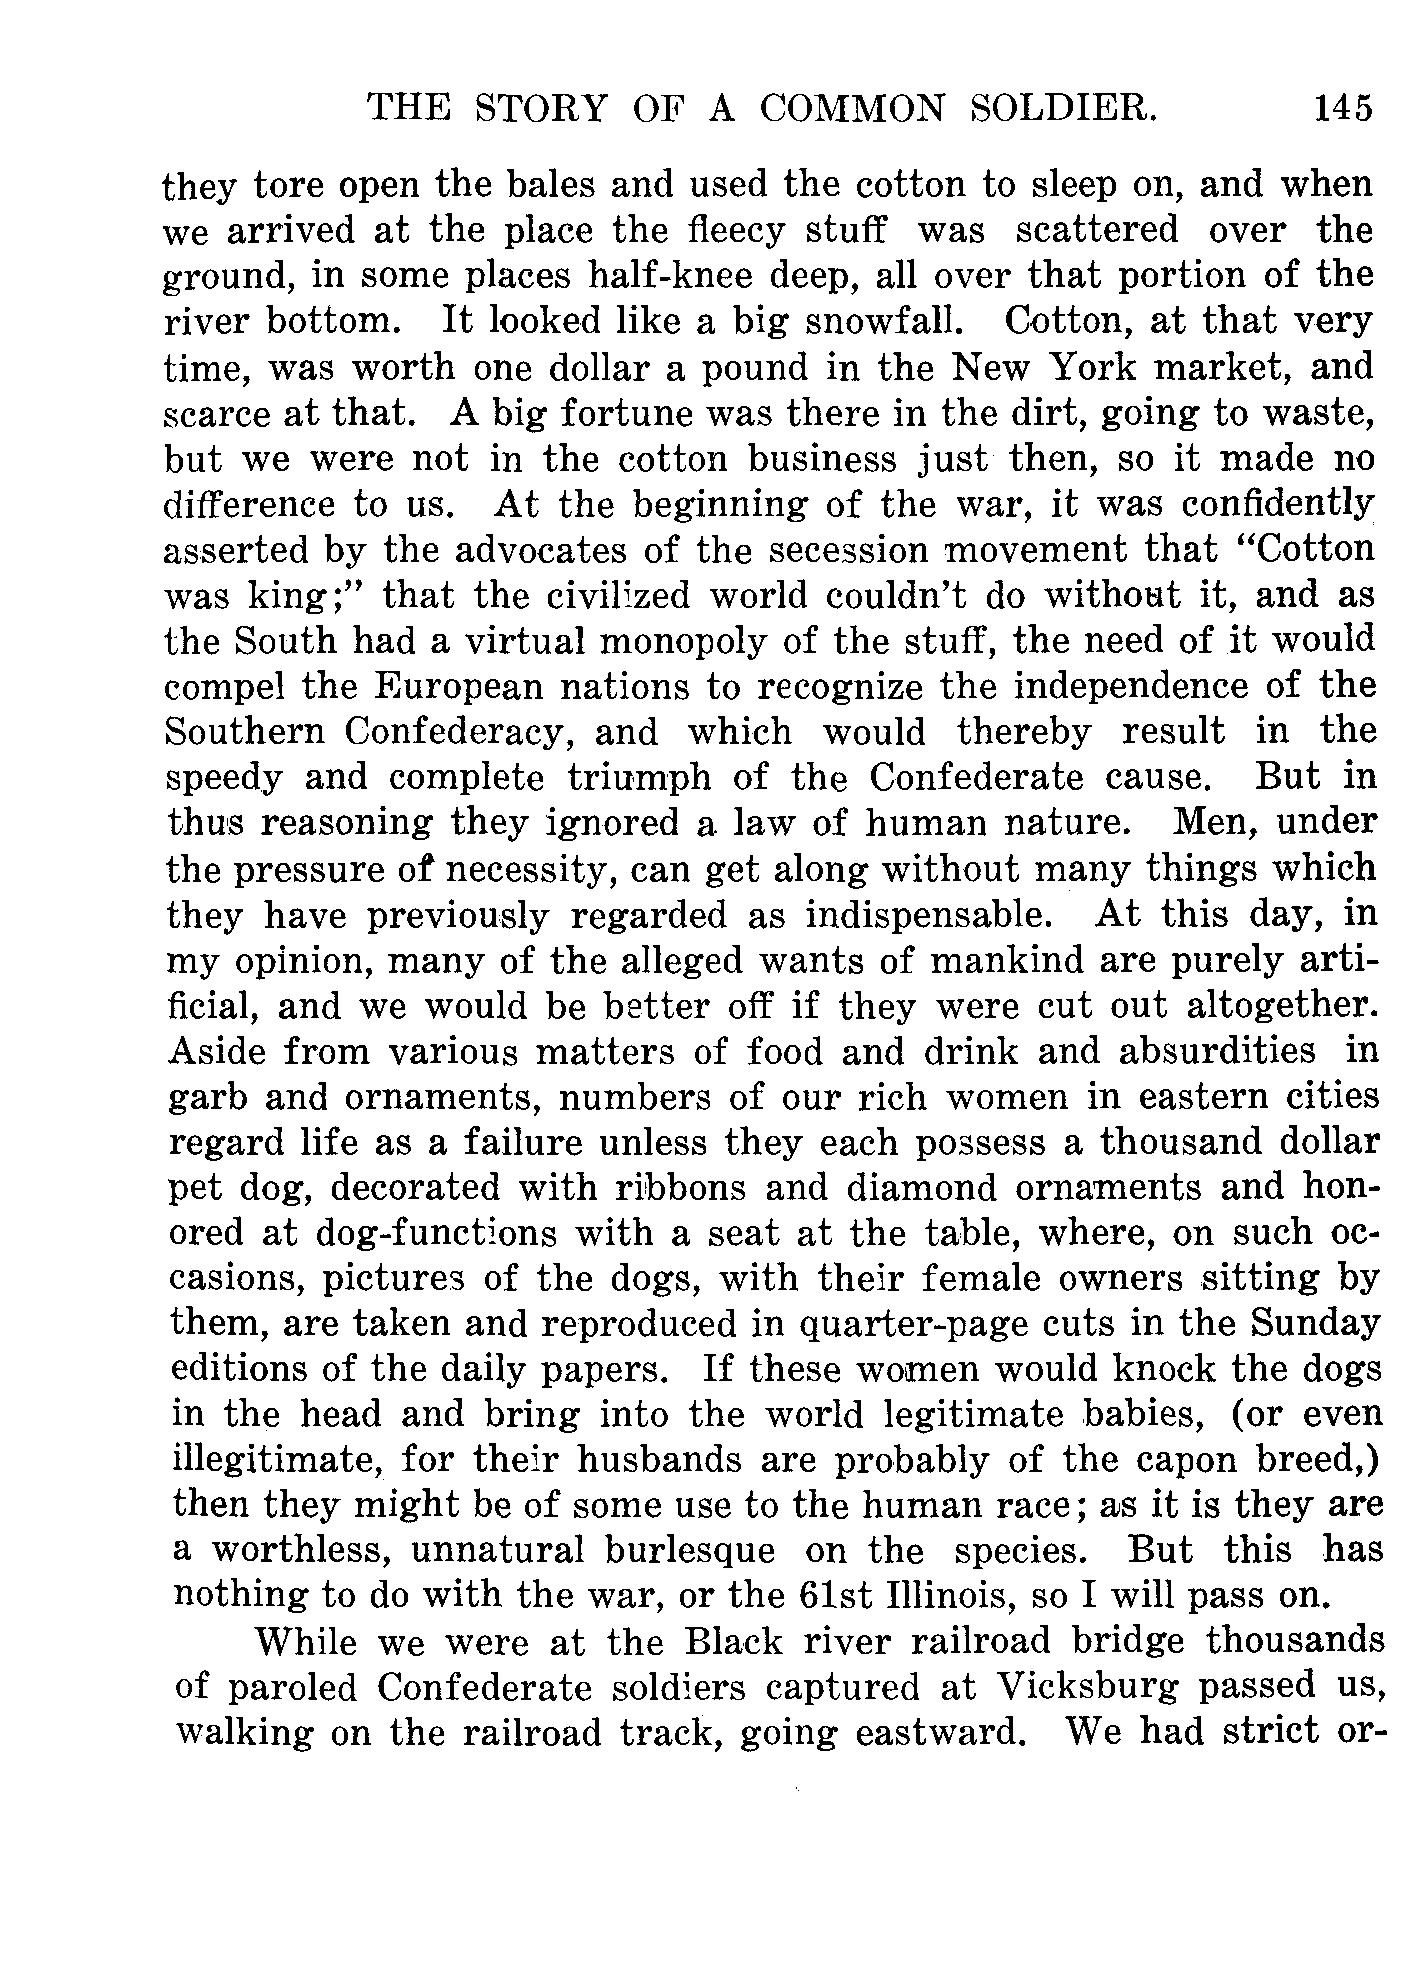 THE STORY OF A COMMON SOLDIER. 145
they tore open the bales and used the cotton to sleep on, and when
we arrived at the place the fleecy stuff was scattered over the
ground, in some places half-knee deep, all over that portion of the
river bottom. It looked like a big snowfall. Cotton, at that very
time, was worth one dollar a pound in the New York market, and
scarce at that. A big fortune was there in the dirt, going to waste,
but we were not in the cotton business just then, so it made no
difference to us. At the beginning of the war, it was confidently
asserted by the advocates of the secession movement that “Cotton
was king;” that the civilized world couldn’t do without it, and as
the South had a virtual monopoly of the stuff, the need of it would
compel the European nations to recognize the independence of the
Southern Confederacy, and which would thereby result in the
speedy and complete triumph of the Confederate cause. But in
thus reasoning they ignored a law of human nature. Men, under
the pressure of necessity, can get along without many things which
they have previously regarded as indispensable. At this day, in
my opinion, many of the alleged wants of mankind are purely arti-
ficial, and we would be better off if they were cut out altogether.
Aside from various matters of food and drink and absurdities in
garb and ornaments, numbers of our rich women in eastern cities
regard life as a failure unless they each possess a thousand dollar
pet dog, decorated with ribbons and diamond ornaments and hon-
ored at dog-functions with a seat at the table, where, on such oc-
casions, pictures of the dogs, with their female owners sitting by
them, are taken and reproduced in quarter-page cuts in the Sunday
editions of the daily papers. If these women would knock the dogs
in the head and bring into the world legitimate babies, (or even
illegitimate, for their husbands are probably of the capon breed,)
then they might be of some use to the human race; as it is they are
a worthless, unnatural burlesque on the species. But this has
nothing to do with the war, or the 61st Illinois, so I will pass on.
While we were at the Black river railroad bridge thousands
of paroled Confederate soldiers captured at Vicksburg passed us,
walking on the railroad track, going eastward. We had strict or-